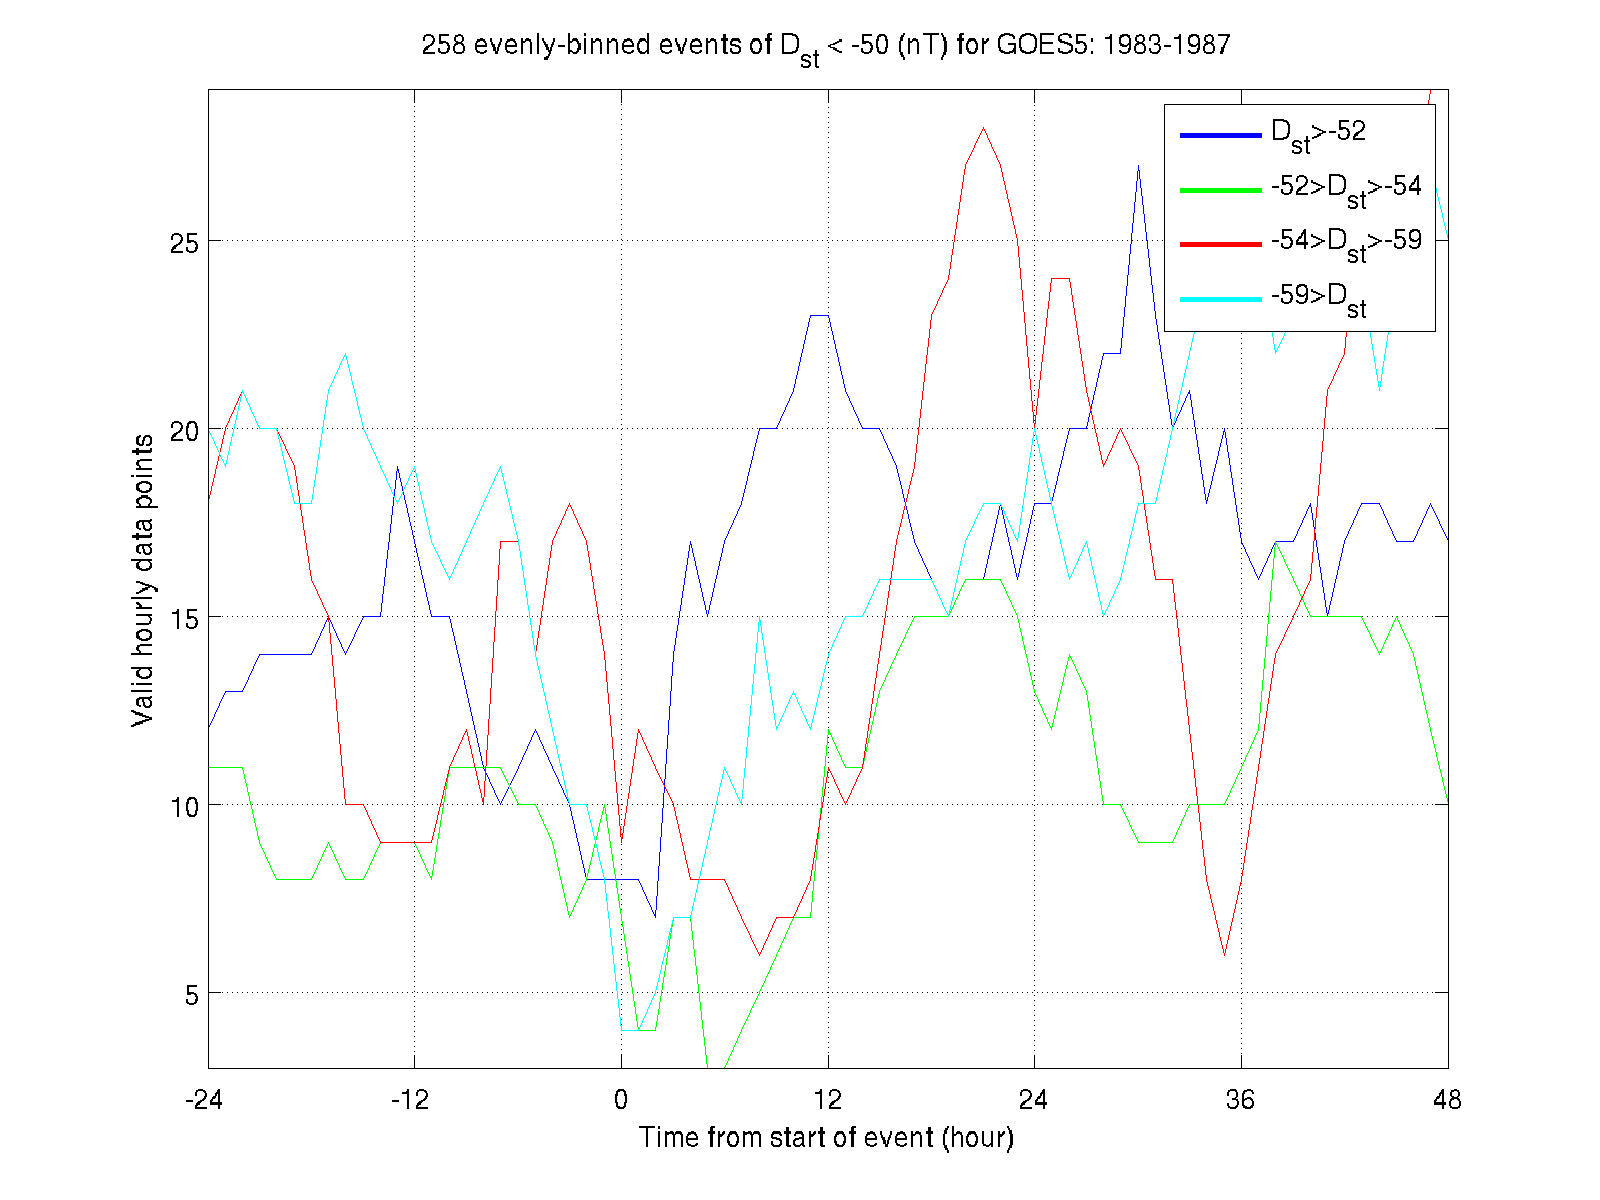 258 evenly-binned events of Dst < -50 (nT) for GOES5: 1983-1987
Dst>-52
-52>Dst>-54
-54>Dst>-59
-59>Dst
Valid hourly data points
25
20
15
10
5
-24 -12 0 12 24 36 48
Time from start of event (hour)